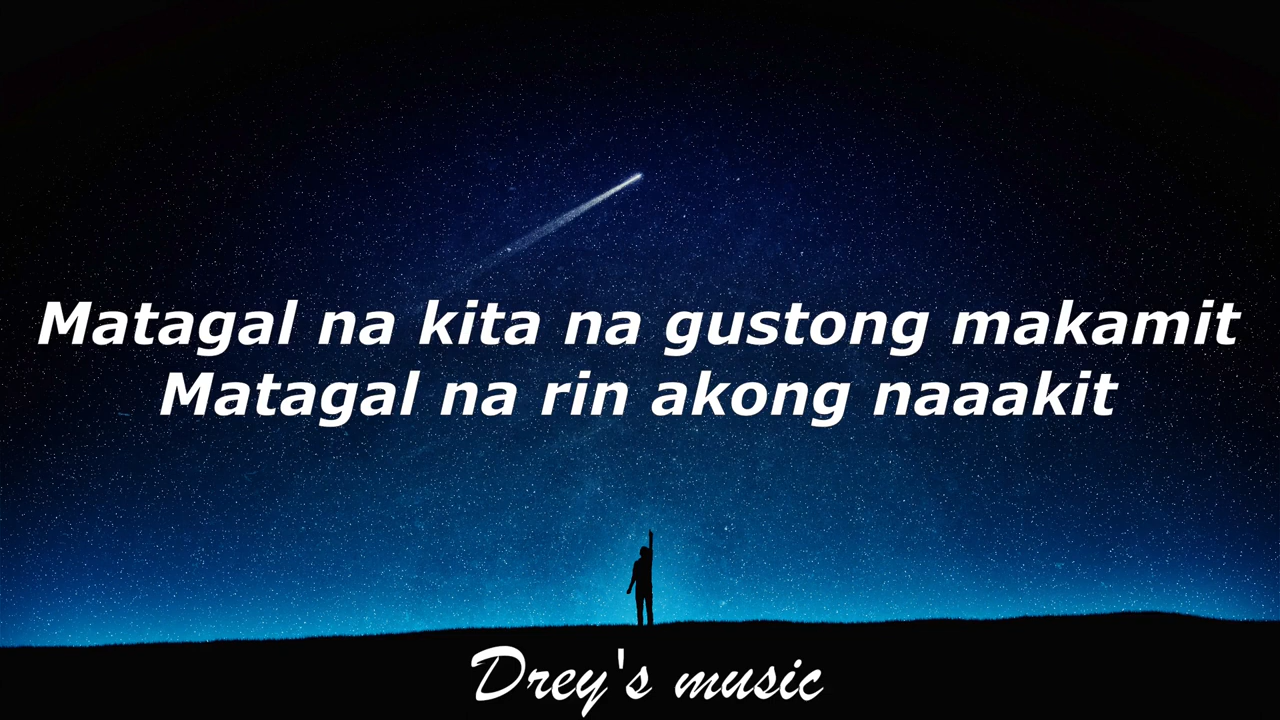 Matagal na kita na gustong makamit
Matagal na rin akong naaakit
Drey's music